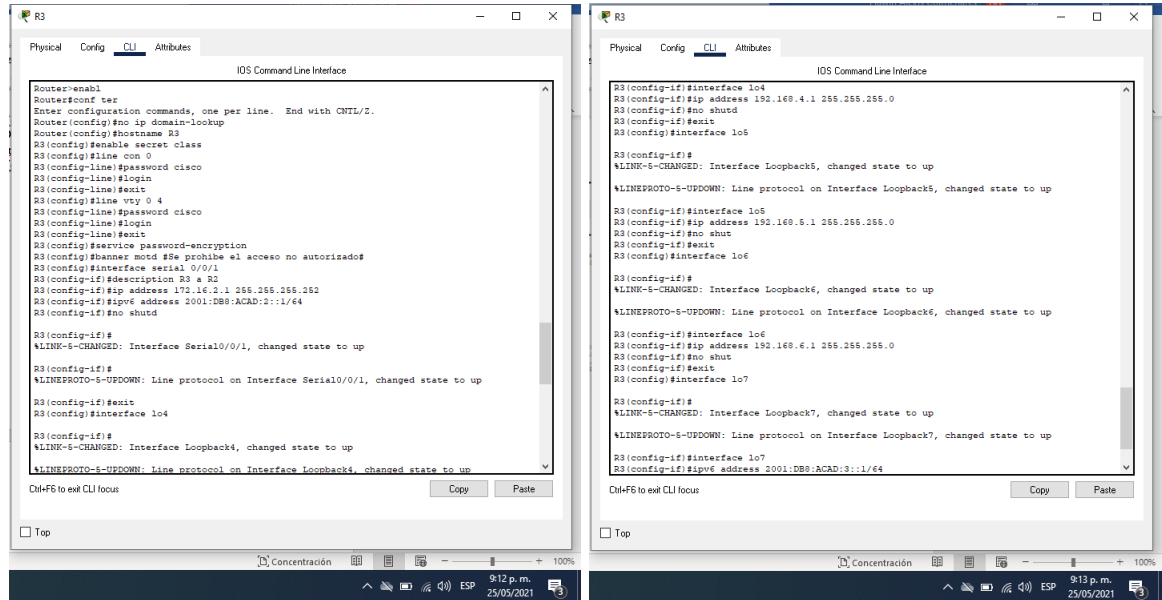 R3
Physical Config CLI Attributes
IOS Command Line Interface
Router>enabl
Router#conf ter
Enter configuration commands, one per line.  End with CNTL/Z.
Router(config)#no ip domain-lookup
Router(config)#hostname R3
R3(config)#enable secret class
R3(config)#line con 0
R3(config-line)#password cisco
R3(config-line)#login
R3(config-line)#exit
R3(config)#line vty 0 4
R3(config-line)#password cisco
R3(config-line)#login
R3(config-line)#exit
R3(config)#service password-encryption
R3(config)#banner motd #Se prohibe el acceso no autorizado#
R3(config)#interface serial 0/0/1
R3(config-if)#description R3 a R2
R3(config-if)#ip address 172.16.2.1 255.255.255.252
R3(config-if)#ipv6 address 2001:DB8:ACAD:2::1/64
R3(config-if)#no shutd
R3(config-if)#
%LINK-5-CHANGED: Interface Serial0/0/1, changed state to up
R3(config-if)#
%LINEPROTO-5-UPDOWN: Line protocol on Interface Serial0/0/1, changed state to up
R3(config-if)#exit
R3(config)#interface lo4
R3(config-if)#
%LINK-5-CHANGED: Interface Loopback4, changed state to up
%LINEPROTO-5-UPDOWN: Line protocol on Interface Loopback4, changed state to up
Ctrl+F6 to exit CLI focus
Copy Paste
Top
Concentración 100%
ESP 9:12 p. m.
25/05/2021
3
R3
Physical Config CLI Attributes
IOS Command Line Interface
R3(config-if)#interface lo4
R3(config-if)#ip address 192.168.4.1 255.255.255.0
R3(config-if)#no shutd
R3(config-if)#exit
R3(config)#interface lo5
R3(config-if)#
%LINK-5-CHANGED: Interface Loopback5, changed state to up
%LINEPROTO-5-UPDOWN: Line protocol on Interface Loopback5, changed state to up
R3(config-if)#interface lo5
R3(config-if)#ip address 192.168.5.1 255.255.255.0
R3(config-if)#no shut
R3(config-if)#exit
R3(config)#interface lo6
R3(config-if)#
%LINK-5-CHANGED: Interface Loopback6, changed state to up
%LINEPROTO-5-UPDOWN: Line protocol on Interface Loopback6, changed state to up
R3(config-if)#interface lo6
R3(config-if)#ip address 192.168.6.1 255.255.255.0
R3(config-if)#no shut
R3(config-if)#exit
R3(config)#interface lo7
R3(config-if)#
%LINK-5-CHANGED: Interface Loopback7, changed state to up
%LINEPROTO-5-UPDOWN: Line protocol on Interface Loopback7, changed state to up
R3(config-if)#interface lo7
R3(config-if)#ipv6 address 2001:DB8:ACAD:3::1/64
Ctrl+F6 to exit CLI focus
Copy Paste
Top
Concentración 100%
ESP 9:13 p. m.
25/05/2021
3